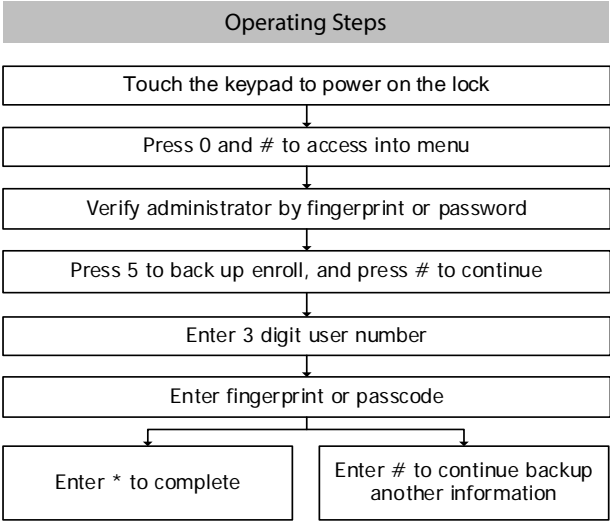 Operating Steps
Touch the keypad to power on the lock
Press 0 and # to access into menu
Verify administrator by fingerprint or password
Press 5 to back up enroll, and press # to continue
Enter 3 digit user number
Enter fingerprint or passcode
Enter * to complete
Enter # to continue backup
another information